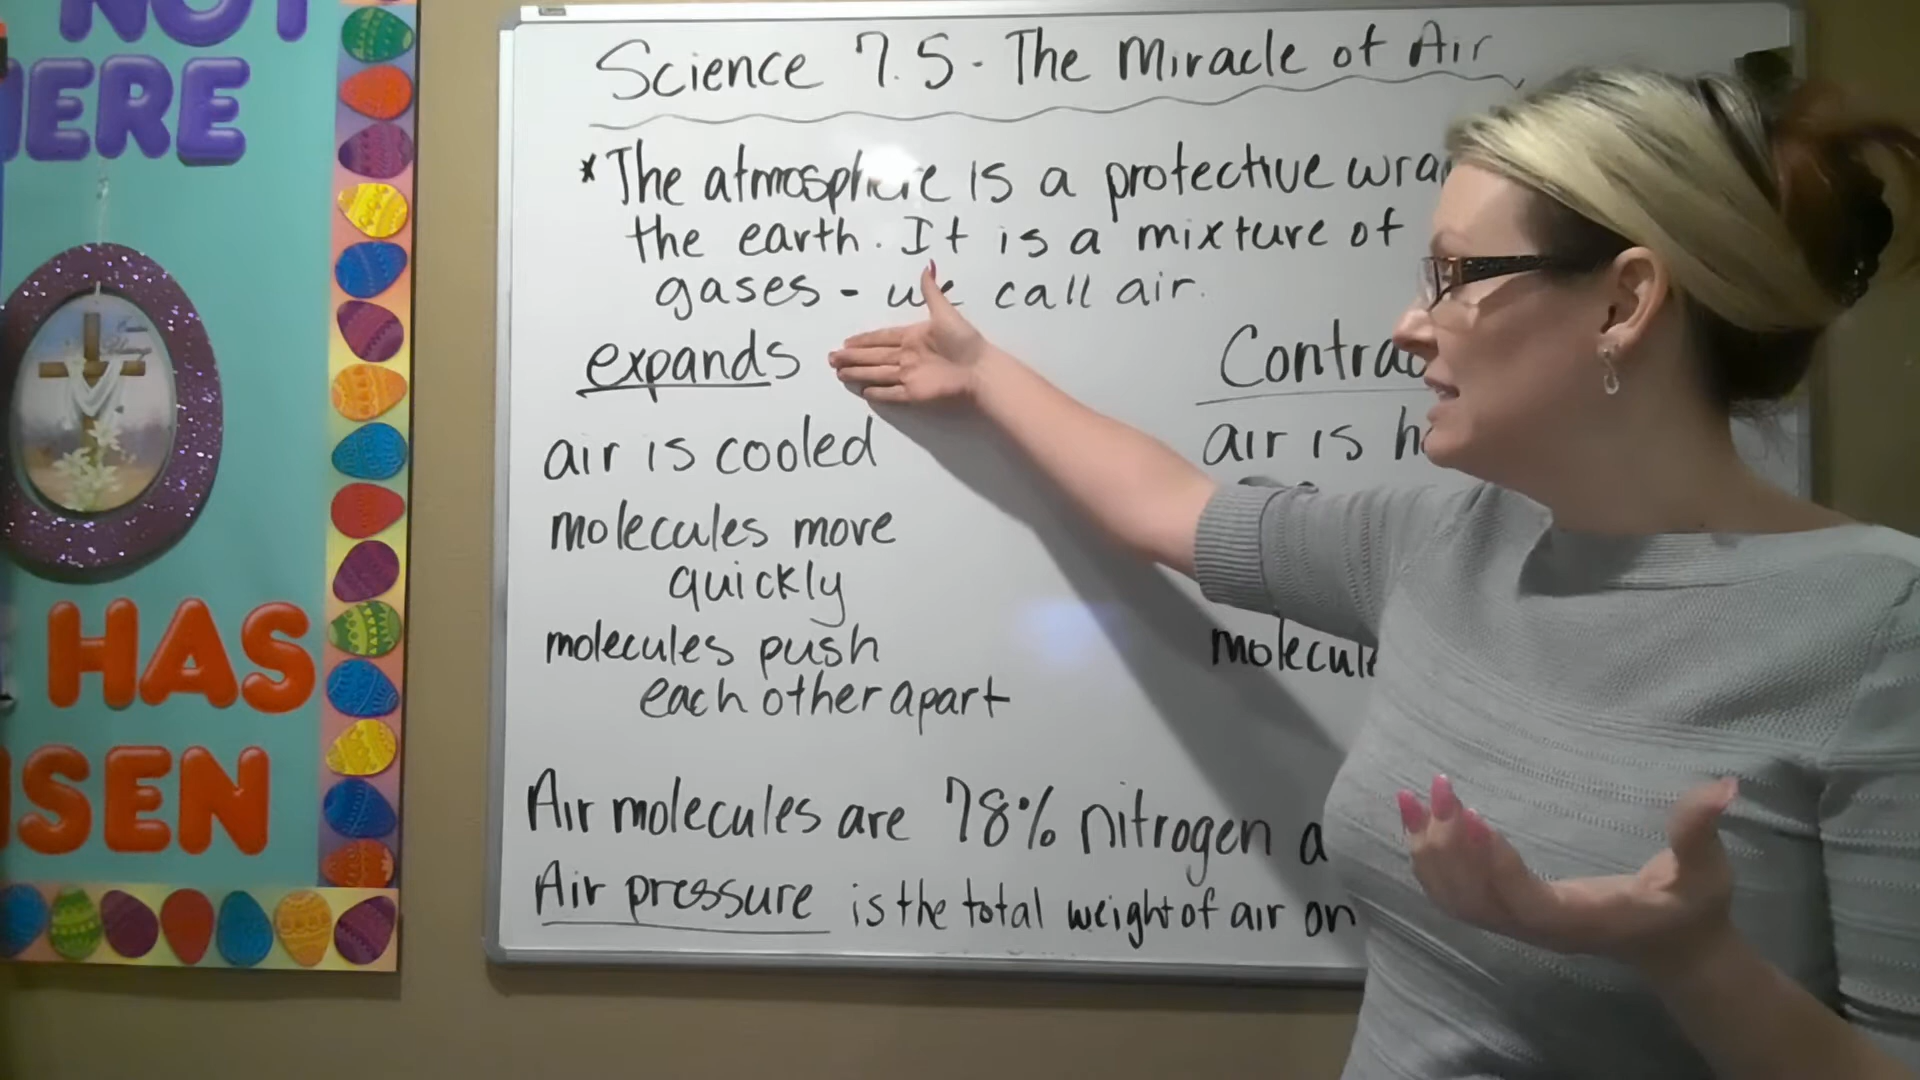 NOT
HERE
HAS
ISEN
Science 7.5 - The Miracle of Air
*The atmosphere is a protective wra
the earth. It is a mixture of
gases - we call air.
expands
Contrac
air is cooled
air is h
molecules move
quickly
molecules push
molecule
each other apart
Air molecules are 78% nitrogen a
Air pressure is the total weight of air on